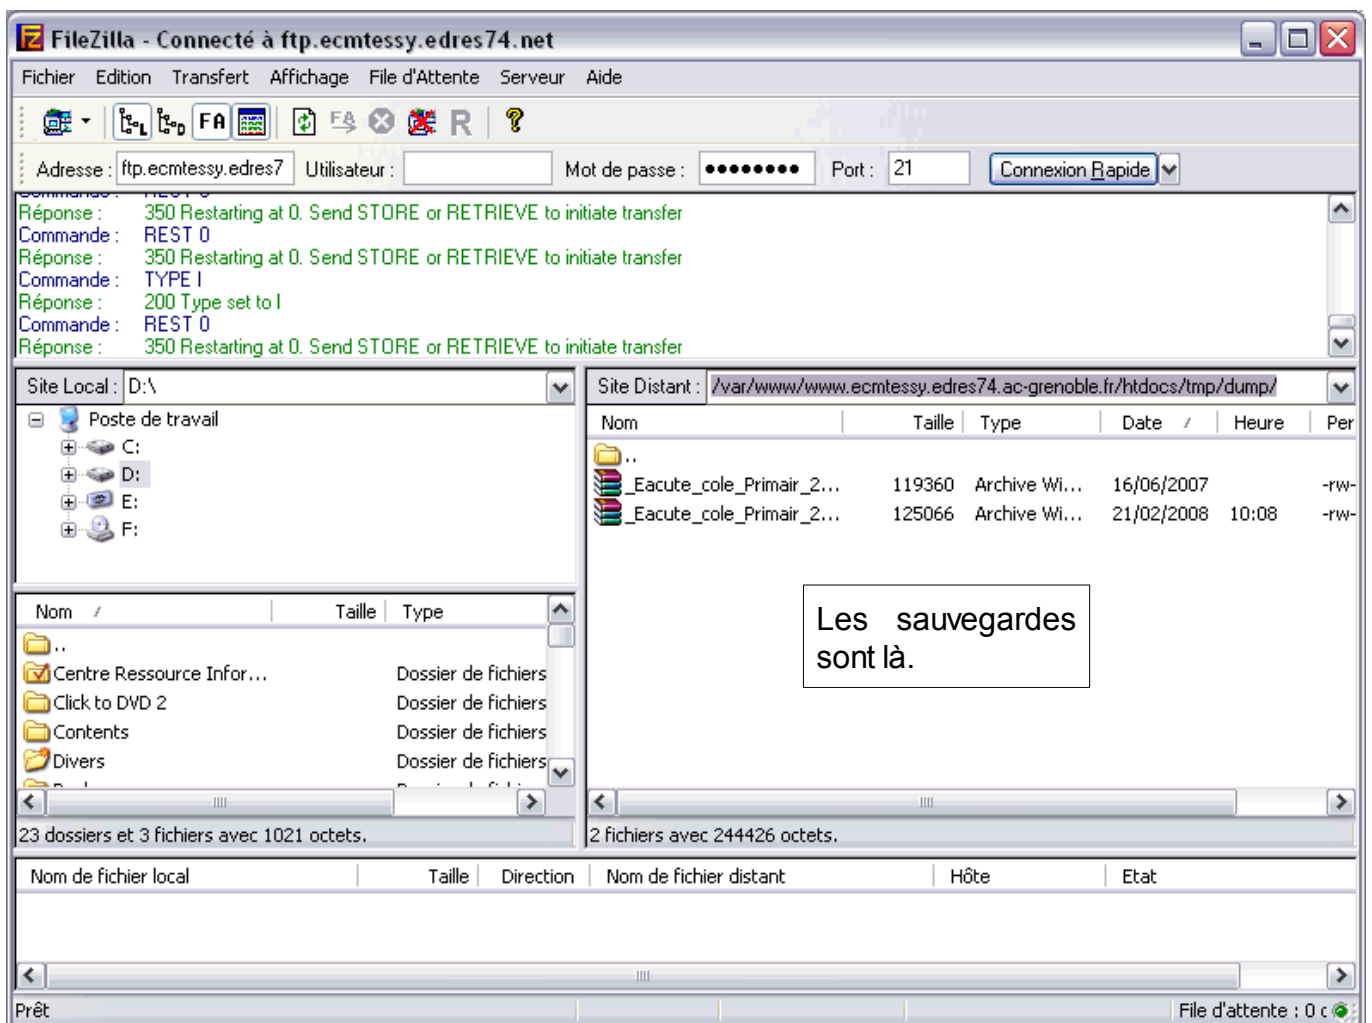 FileZilla - Connecté à ftp.ecmtessy.edres74.net
Fichier Edition Transfert Affichage File d'Attente Serveur Aide
Adresse : ftp.ecmtessy.edres7 Utilisateur : Mot de passe : ●●●●●●●● Port : 21 Connexion Rapide
Commande : REST 0
Réponse : 350 Restarting at 0. Send STORE or RETRIEVE to initiate transfer
Commande : REST 0
Réponse : 350 Restarting at 0. Send STORE or RETRIEVE to initiate transfer
Commande : TYPE I
Réponse : 200 Type set to I
Commande : REST 0
Réponse : 350 Restarting at 0. Send STORE or RETRIEVE to initiate transfer
Site Local : D:\
Poste de travail
C:
D:
E:
F:
Nom Taille Type
..
Centre Ressource Infor... Dossier de fichiers
Click to DVD 2 Dossier de fichiers
Contents Dossier de fichiers
Divers Dossier de fichiers
23 dossiers et 3 fichiers avec 1021 octets.
Site Distant : /var/www/www.ecmtessy.edres74.ac-grenoble.fr/htdocs/tmp/dump/
Nom Taille Type Date Heure Per
..
_Eacute_cole_Primair_2... 119360 Archive Wi... 16/06/2007 -rw-
_Eacute_cole_Primair_2... 125066 Archive Wi... 21/02/2008 10:08 -rw-
Les sauvegardes
sont là.
2 fichiers avec 244426 octets.
Nom de fichier local Taille Direction Nom de fichier distant Hôte Etat
Prêt File d'attente : 0 c